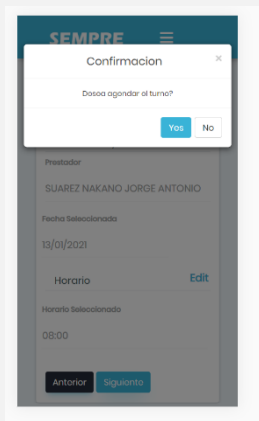 SEMPRE
Confirmacion ×
Desea agendar el turno?
Yes No
Prestador
SUAREZ NAKANO JORGE ANTONIO
Fecha Seleccionada
13/01/2021
Horario Edit
Horario Seleccionado
08:00
Anterior Siguiente